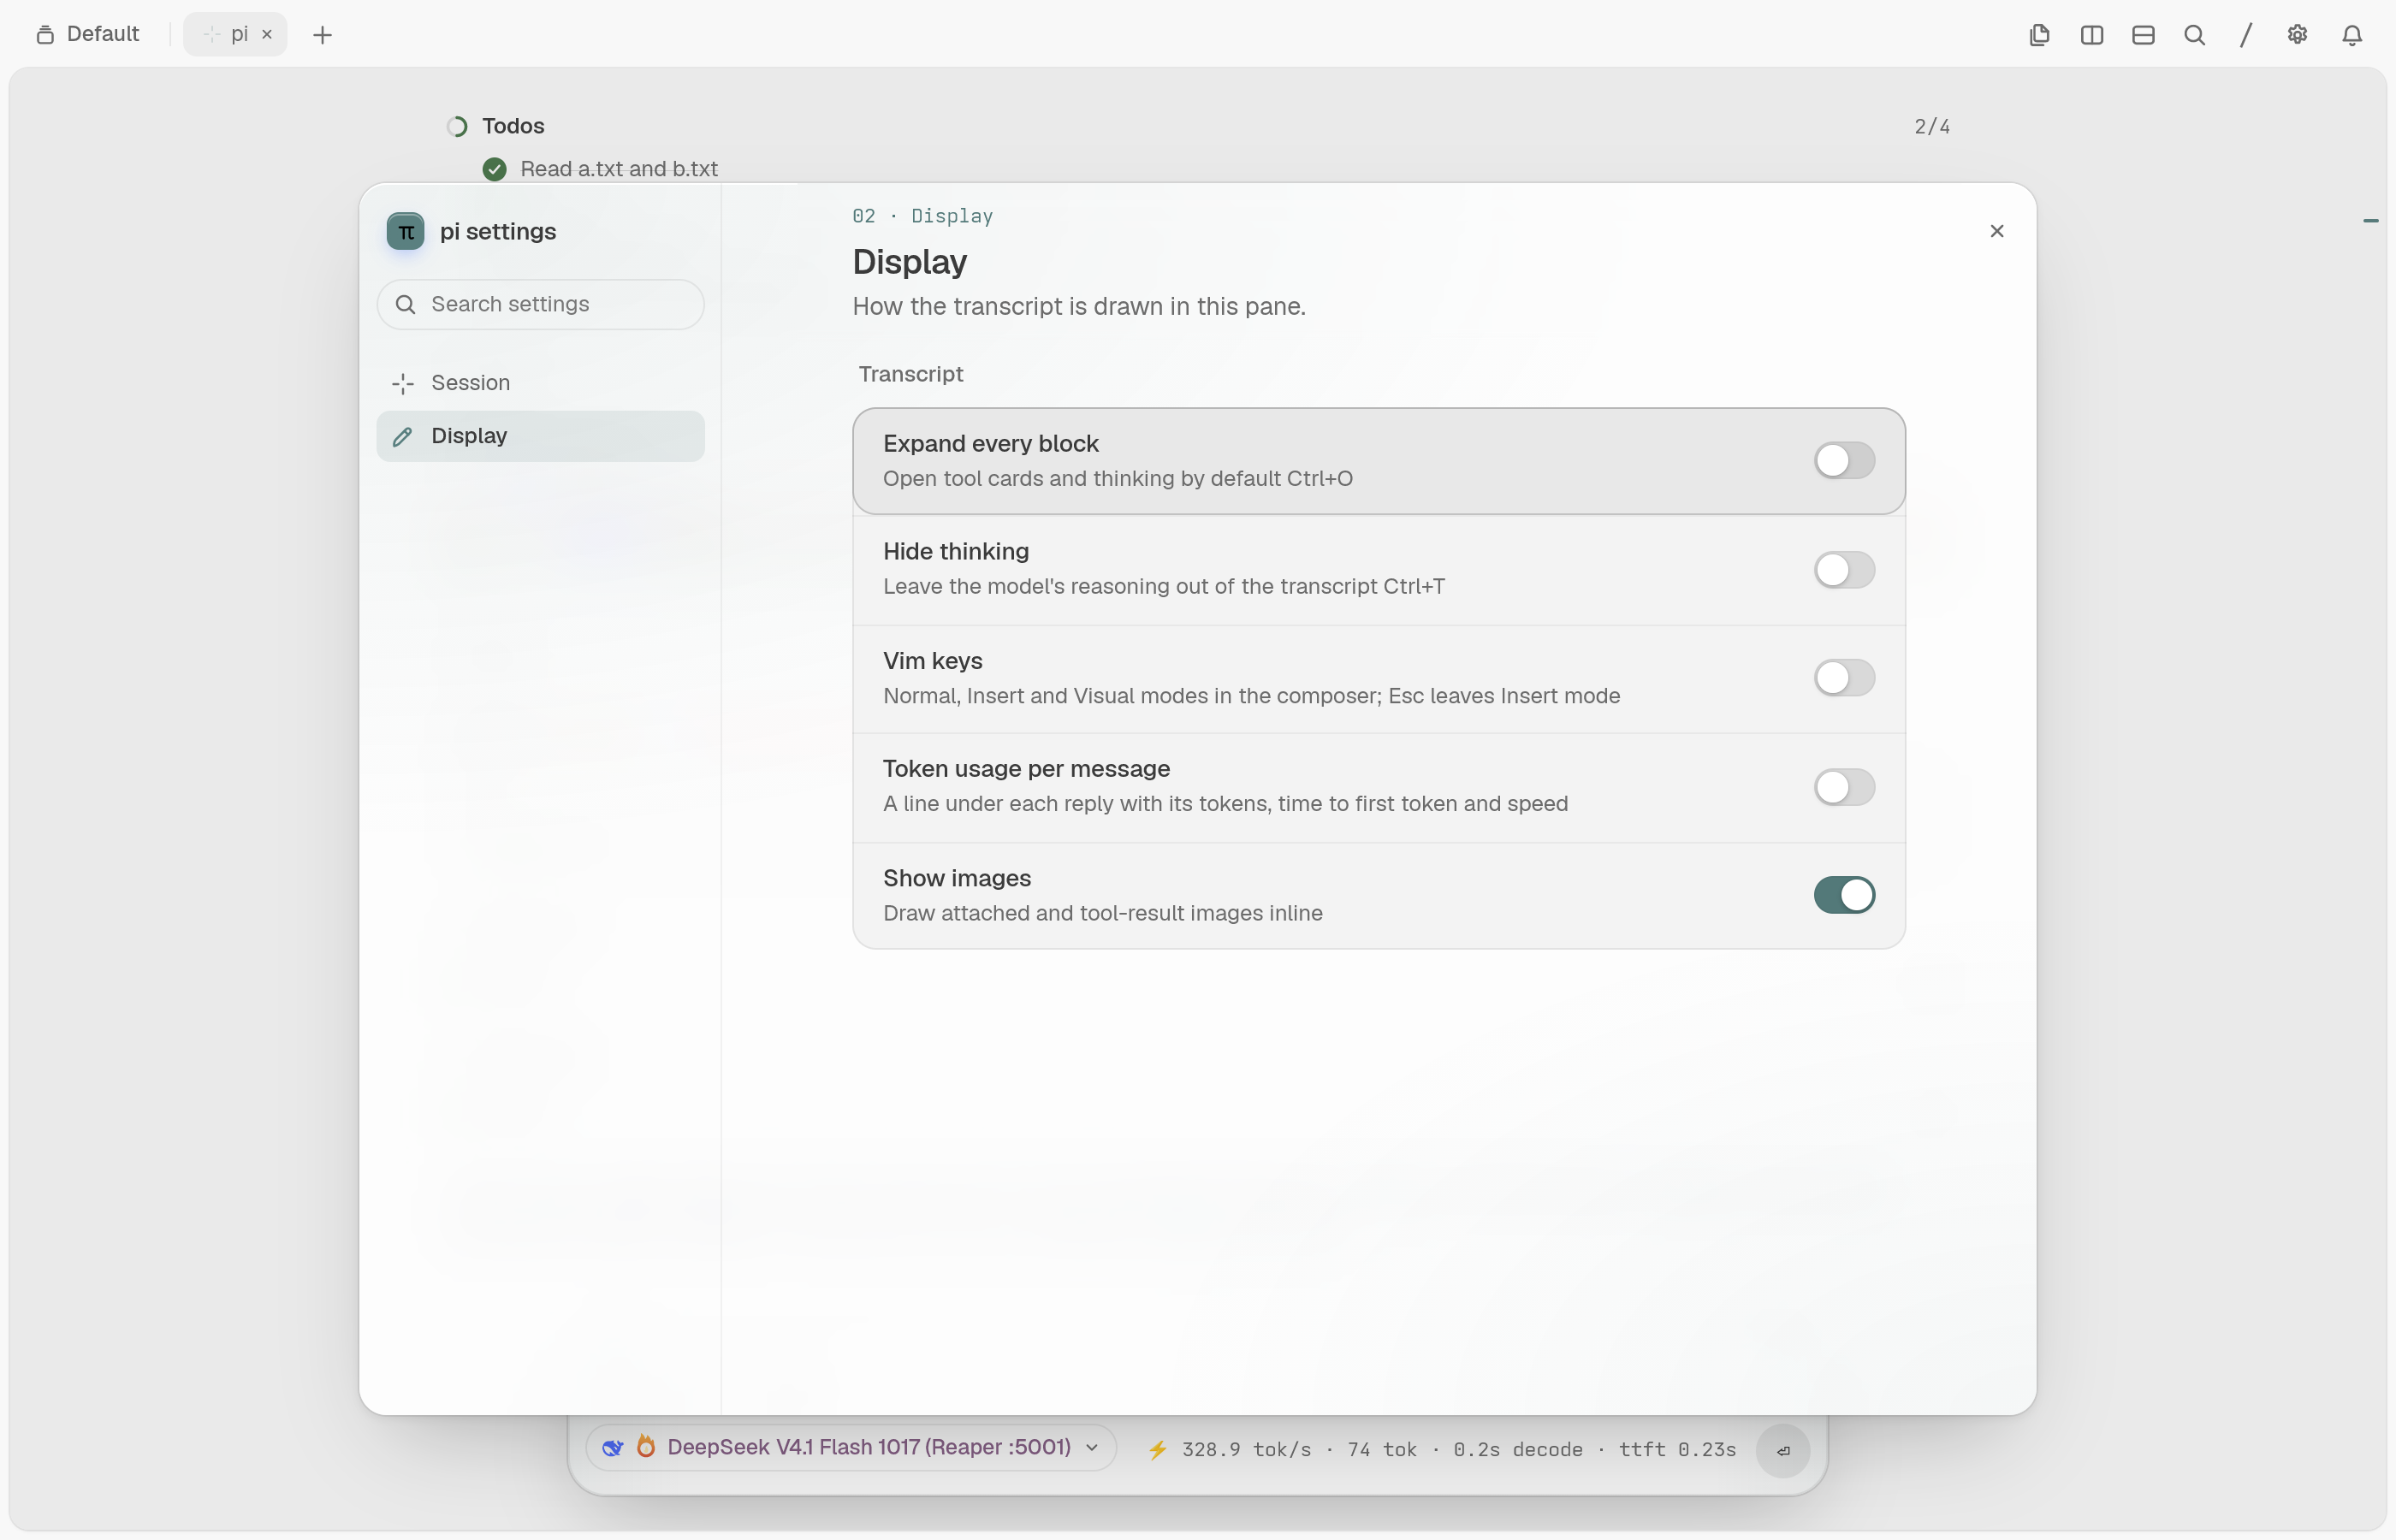 Default
pi
Todos
2/4
Read a.txt and b.txt
π
pi settings
Search settings
Session
Display
02 · Display
Display
How the transcript is drawn in this pane.
Transcript
Expand every block
Open tool cards and thinking by default Ctrl+O
Hide thinking
Leave the model's reasoning out of the transcript Ctrl+T
Vim keys
Normal, Insert and Visual modes in the composer; Esc leaves Insert mode
Token usage per message
A line under each reply with its tokens, time to first token and speed
Show images
Draw attached and tool-result images inline
DeepSeek V4.1 Flash 1017 (Reaper :5001)
328.9 tok/s · 74 tok · 0.2s decode · ttft 0.23s